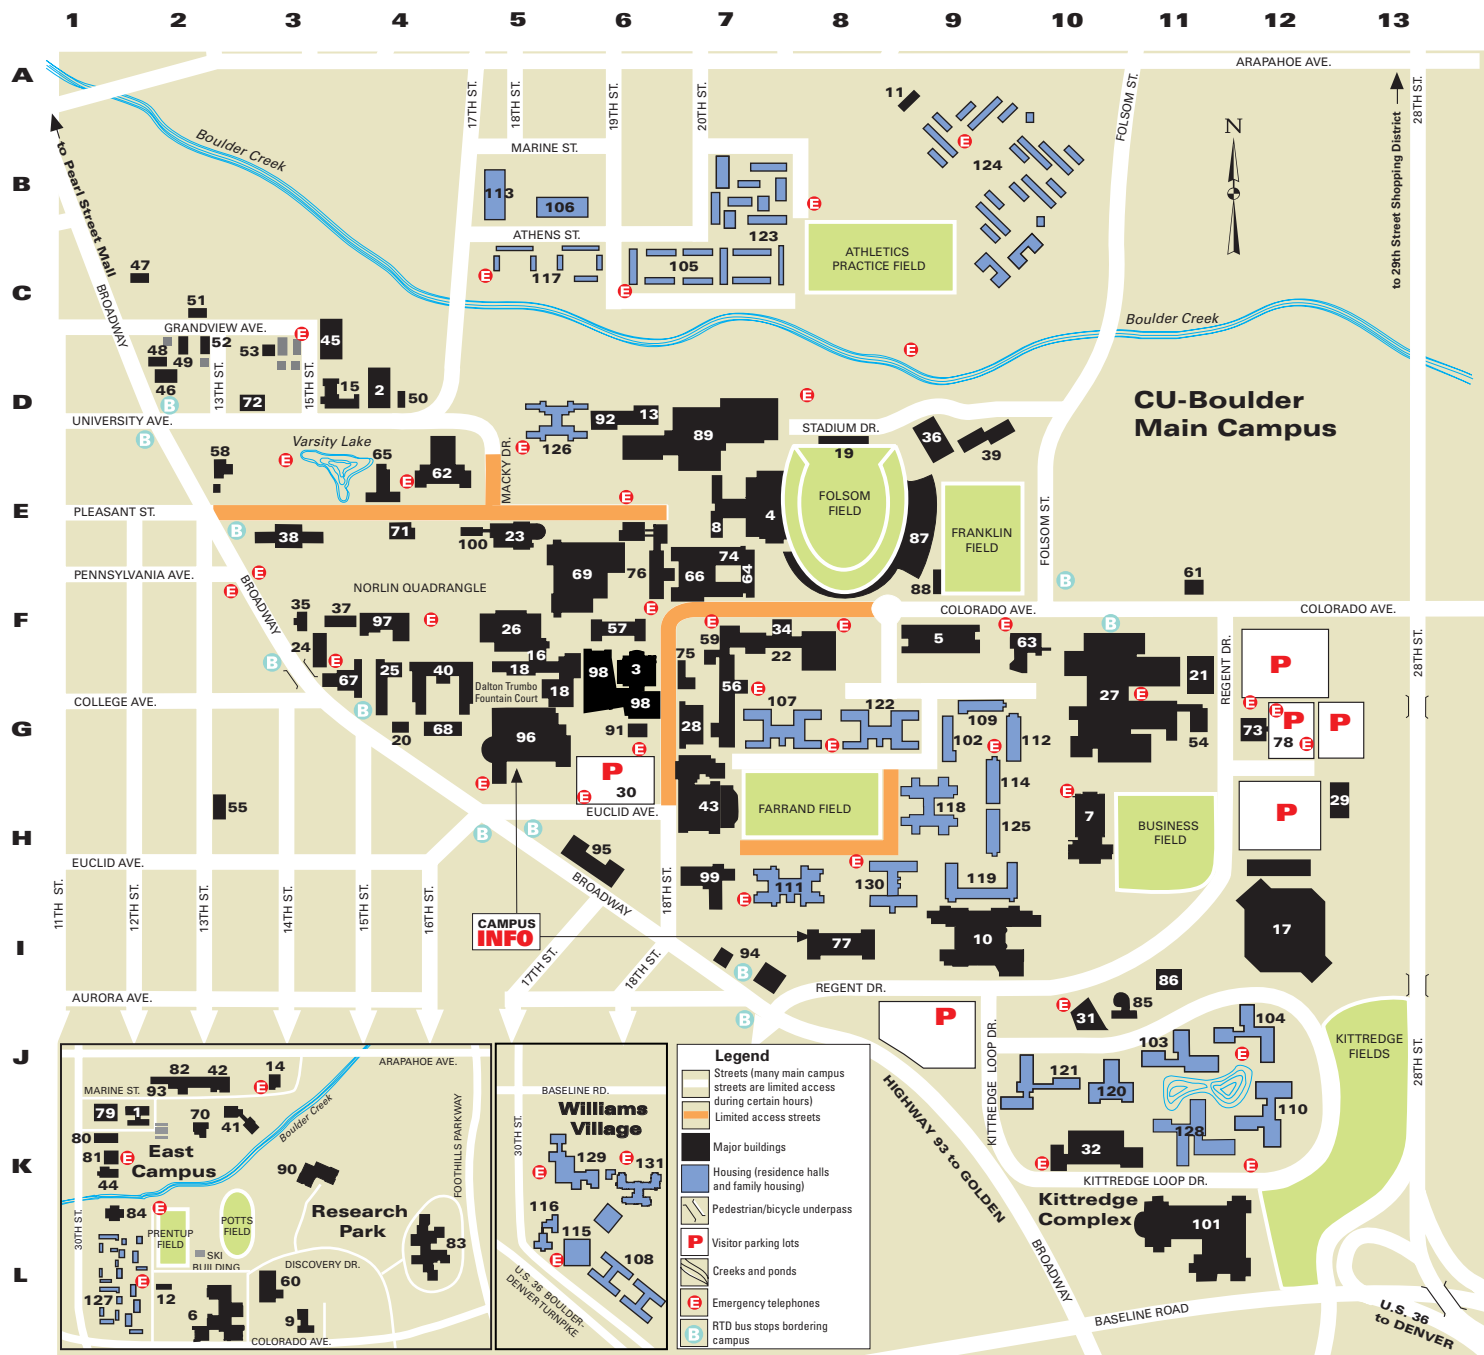 1 2 3 4 5 6 7 8 9 10 11 12 13
A
ARAPAHOE AVE.
17TH ST.
18TH ST.
19TH ST.
20TH ST.
FOLSOM ST.
28TH ST.
to 29th Street Shopping District
N
11
124
Boulder Creek
to Pearl Street Mall
MARINE ST.
B
113
106
123
ATHENS ST.
117
105
ATHLETICS
PRACTICE FIELD
47
C
51
BROADWAY
GRANDVIEW AVE.
Boulder Creek
48
49
52
53
45
46
13TH ST.
15TH ST.
72
15
2
50
D
UNIVERSITY AVE.
CU-Boulder
Main Campus
126
92
13
89
STADIUM DR.
19
36
39
Varsity Lake
58
65
62
MACKY DR.
E
PLEASANT ST.
38
71
100
23
8
4
FOLSOM
FIELD
87
FRANKLIN
FIELD
FOLSOM ST.
PENNSYLVANIA AVE.
BROADWAY
NORLIN QUADRANGLE
69
76
66
74
64
88
61
F
COLORADO AVE.
COLORADO AVE.
35
37
97
24
26
57
59
34
22
5
63
16
18
75
67
25
40
Dalton Trumbo
Fountain Court
18
98
3
98
56
27
21
REGENT DR.
28TH ST.
P
COLLEGE AVE.
107
122
109
G
20
68
96
91
28
102
112
54
73
P
78
P
P
30
114
55
43
FARRAND FIELD
118
125
7
BUSINESS
FIELD
P
29
EUCLID AVE.
H
EUCLID AVE.
95
BROADWAY
99
111
130
119
11TH ST.
12TH ST.
13TH ST.
14TH ST.
15TH ST.
16TH ST.
18TH ST.
CAMPUS
INFO
17
I
77
10
94
17TH ST.
18TH ST.
AURORA AVE.
REGENT DR.
86
P
31
85
J
KITTREDGE LOOP DR.
103
104
KITTREDGE
FIELDS
28TH ST.
121
120
110
128
HIGHWAY 93 to GOLDEN
32
K
KITTREDGE LOOP DR.
Kittredge
Complex
101
L
BROADWAY
BASELINE ROAD
U.S. 36
to DENVER
ARAPAHOE AVE.
82
42
14
MARINE ST.
93
79
1
70
41
Boulder Creek
FOOTHILLS PARKWAY
80
East
Campus
81
44
90
84
PRENTUP
FIELD
POTTS
FIELD
Research
Park
83
30TH ST.
SKI
BUILDING
DISCOVERY DR.
127
12
60
6
9
COLORADO AVE.
BASELINE RD.
Williams
Village
30TH ST.
129
131
116
115
108
U.S. 36 BOULDER-
DENVER TURNPIKE
Legend
Streets (many main campus
streets are limited access
during certain hours)
Limited access streets
Major buildings
Housing (residence halls
and family housing)
Pedestrian/bicycle underpass
P
Visitor parking lots
Creeks and ponds
E
Emergency telephones
B
RTD bus stops bordering
campus